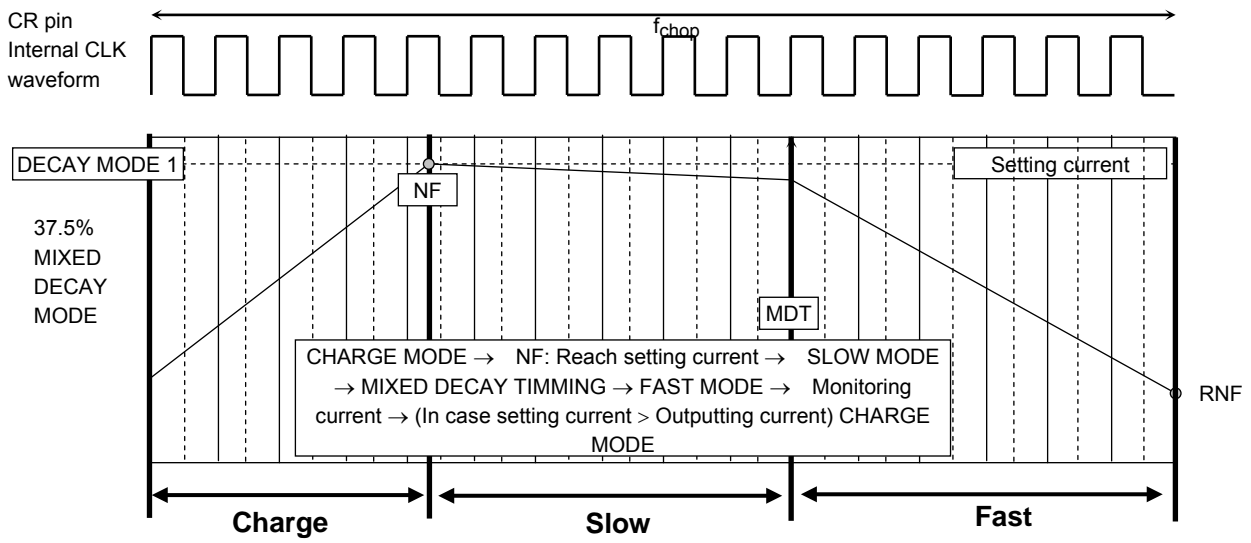 CR pin
Internal CLK
waveform
fchop
DECAY MODE 1
Setting current
NF
37.5%
MIXED
DECAY
MODE
MDT
CHARGE MODE → NF: Reach setting current → SLOW MODE
→ MIXED DECAY TIMMING → FAST MODE → Monitoring
current → (In case setting current > Outputting current) CHARGE
MODE
RNF
Charge
Slow
Fast